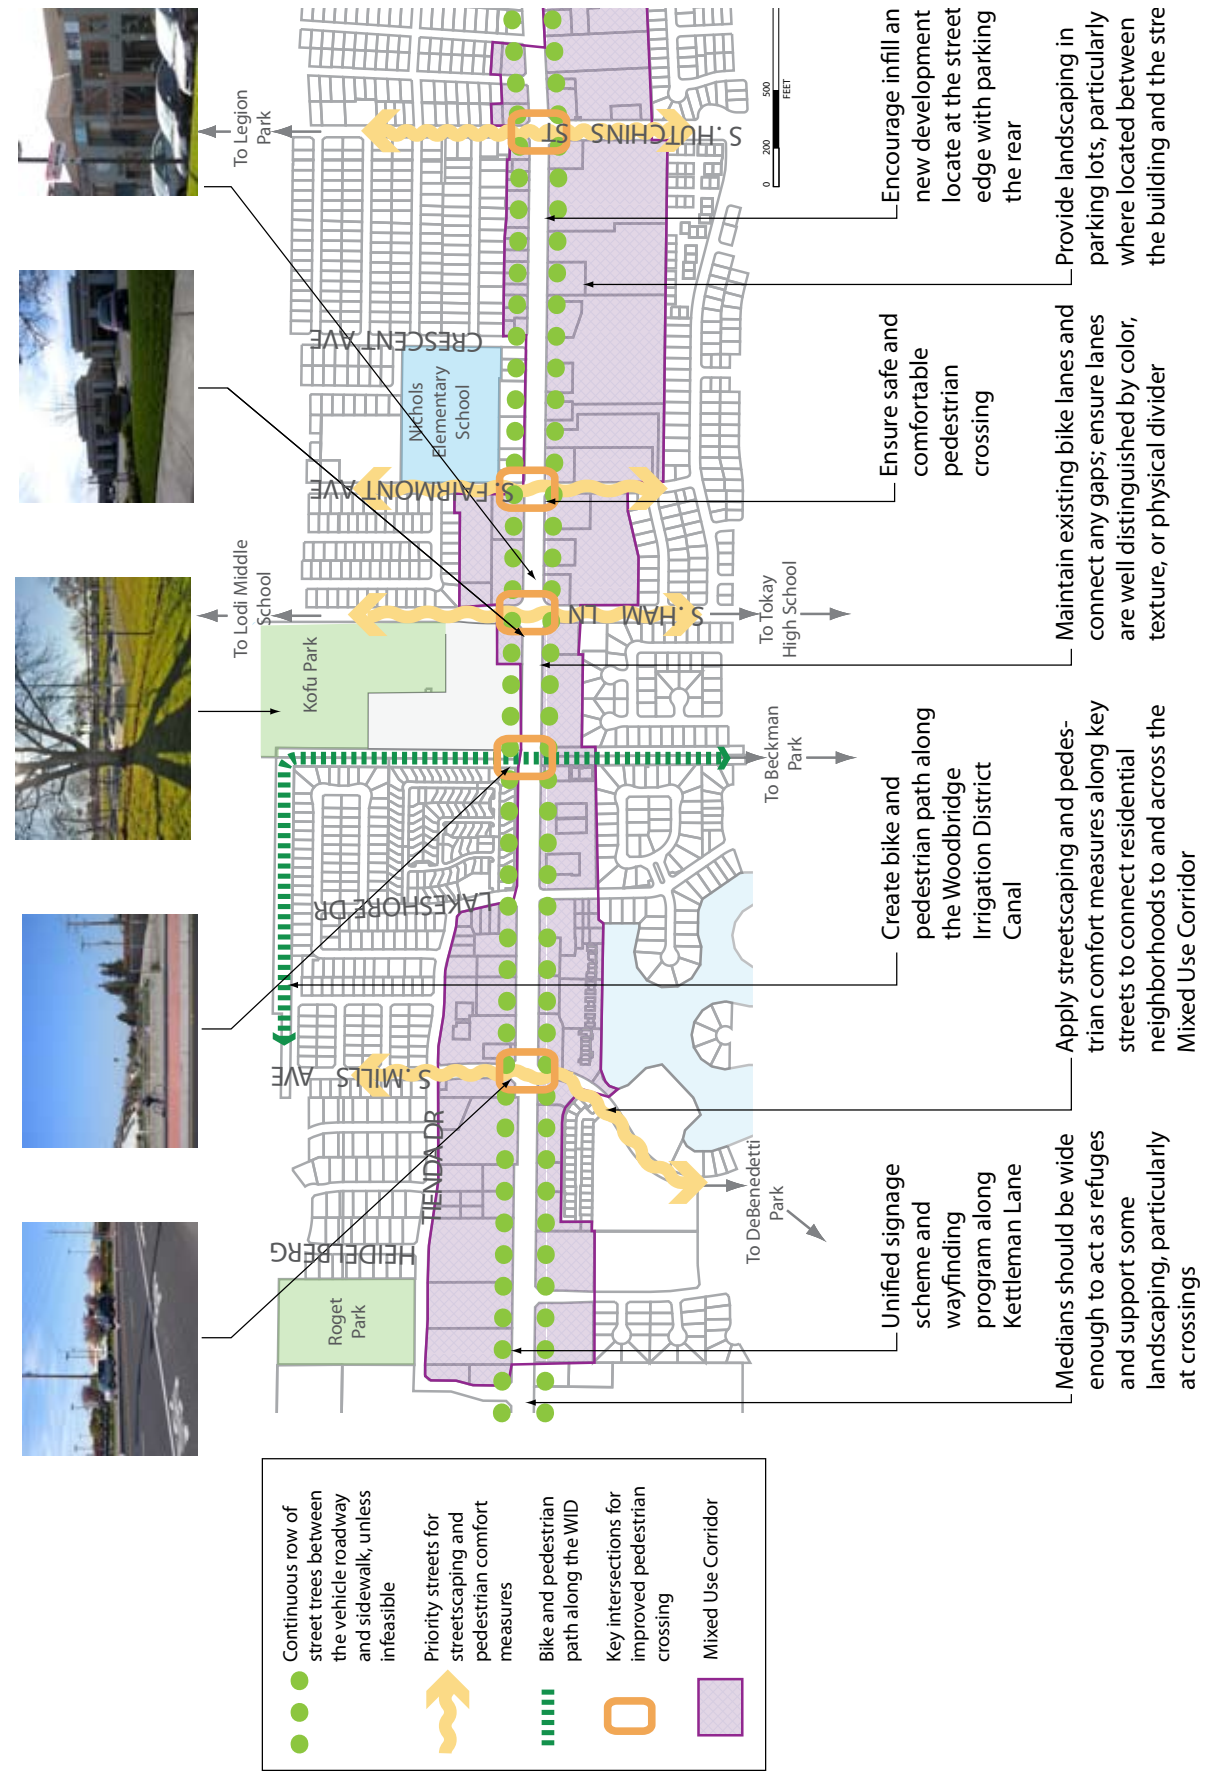 Continuous row of
street trees between
the vehicle roadway
and sidewalk, unless
infeasible
Priority streets for
streetscaping and
pedestrian comfort
measures
Bike and pedestrian
path along the WID
Key intersections for
improved pedestrian
crossing
Mixed Use Corridor
To Lodi Middle
School
To Legion
Park
Roget
Park
Kofu Park
Nichols
Elementary
School
HEIDELBERG
TIENDA DR
S. MILLS AVE
LAKESHORE DR
S. HAM LN
S. FAIRMONT AVE
CRESCENT AVE
S. HUTCHINS ST
To DeBenedetti
Park
To Beckman
Park
To Tokay
High School
0 200 500
FEET
Unified signage
scheme and
wayfinding
program along
Kettleman Lane
Create bike and
pedestrian path along
the Woodbridge
Irrigation District
Canal
Ensure safe and
comfortable
pedestrian
crossing
Encourage infill an
new development
locate at the street
edge with parking
the rear
Medians should be wide
enough to act as refuges
and support some
landscaping, particularly
at crossings
Apply streetscaping and pedes-
trian comfort measures along key
streets to connect residential
neighborhoods to and across the
Mixed Use Corridor
Maintain existing bike lanes and
connect any gaps; ensure lanes
are well distinguished by color,
texture, or physical divider
Provide landscaping in
parking lots, particularly
where located between
the building and the stre